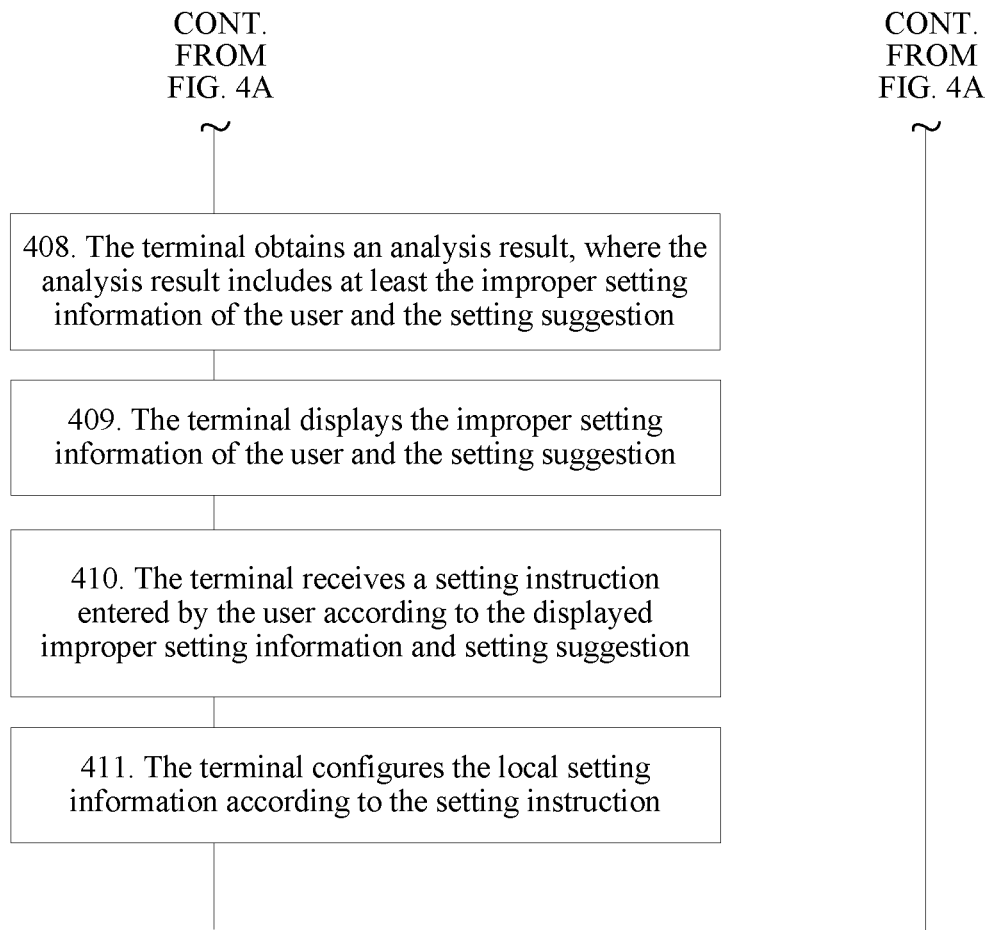 CONT.
FROM
FIG. 4A
CONT.
FROM
FIG. 4A
408. The terminal obtains an analysis result, where the
analysis result includes at least the improper setting
information of the user and the setting suggestion
409. The terminal displays the improper setting
information of the user and the setting suggestion
410. The terminal receives a setting instruction
entered by the user according to the displayed
improper setting information and setting suggestion
411. The terminal configures the local setting
information according to the setting instruction